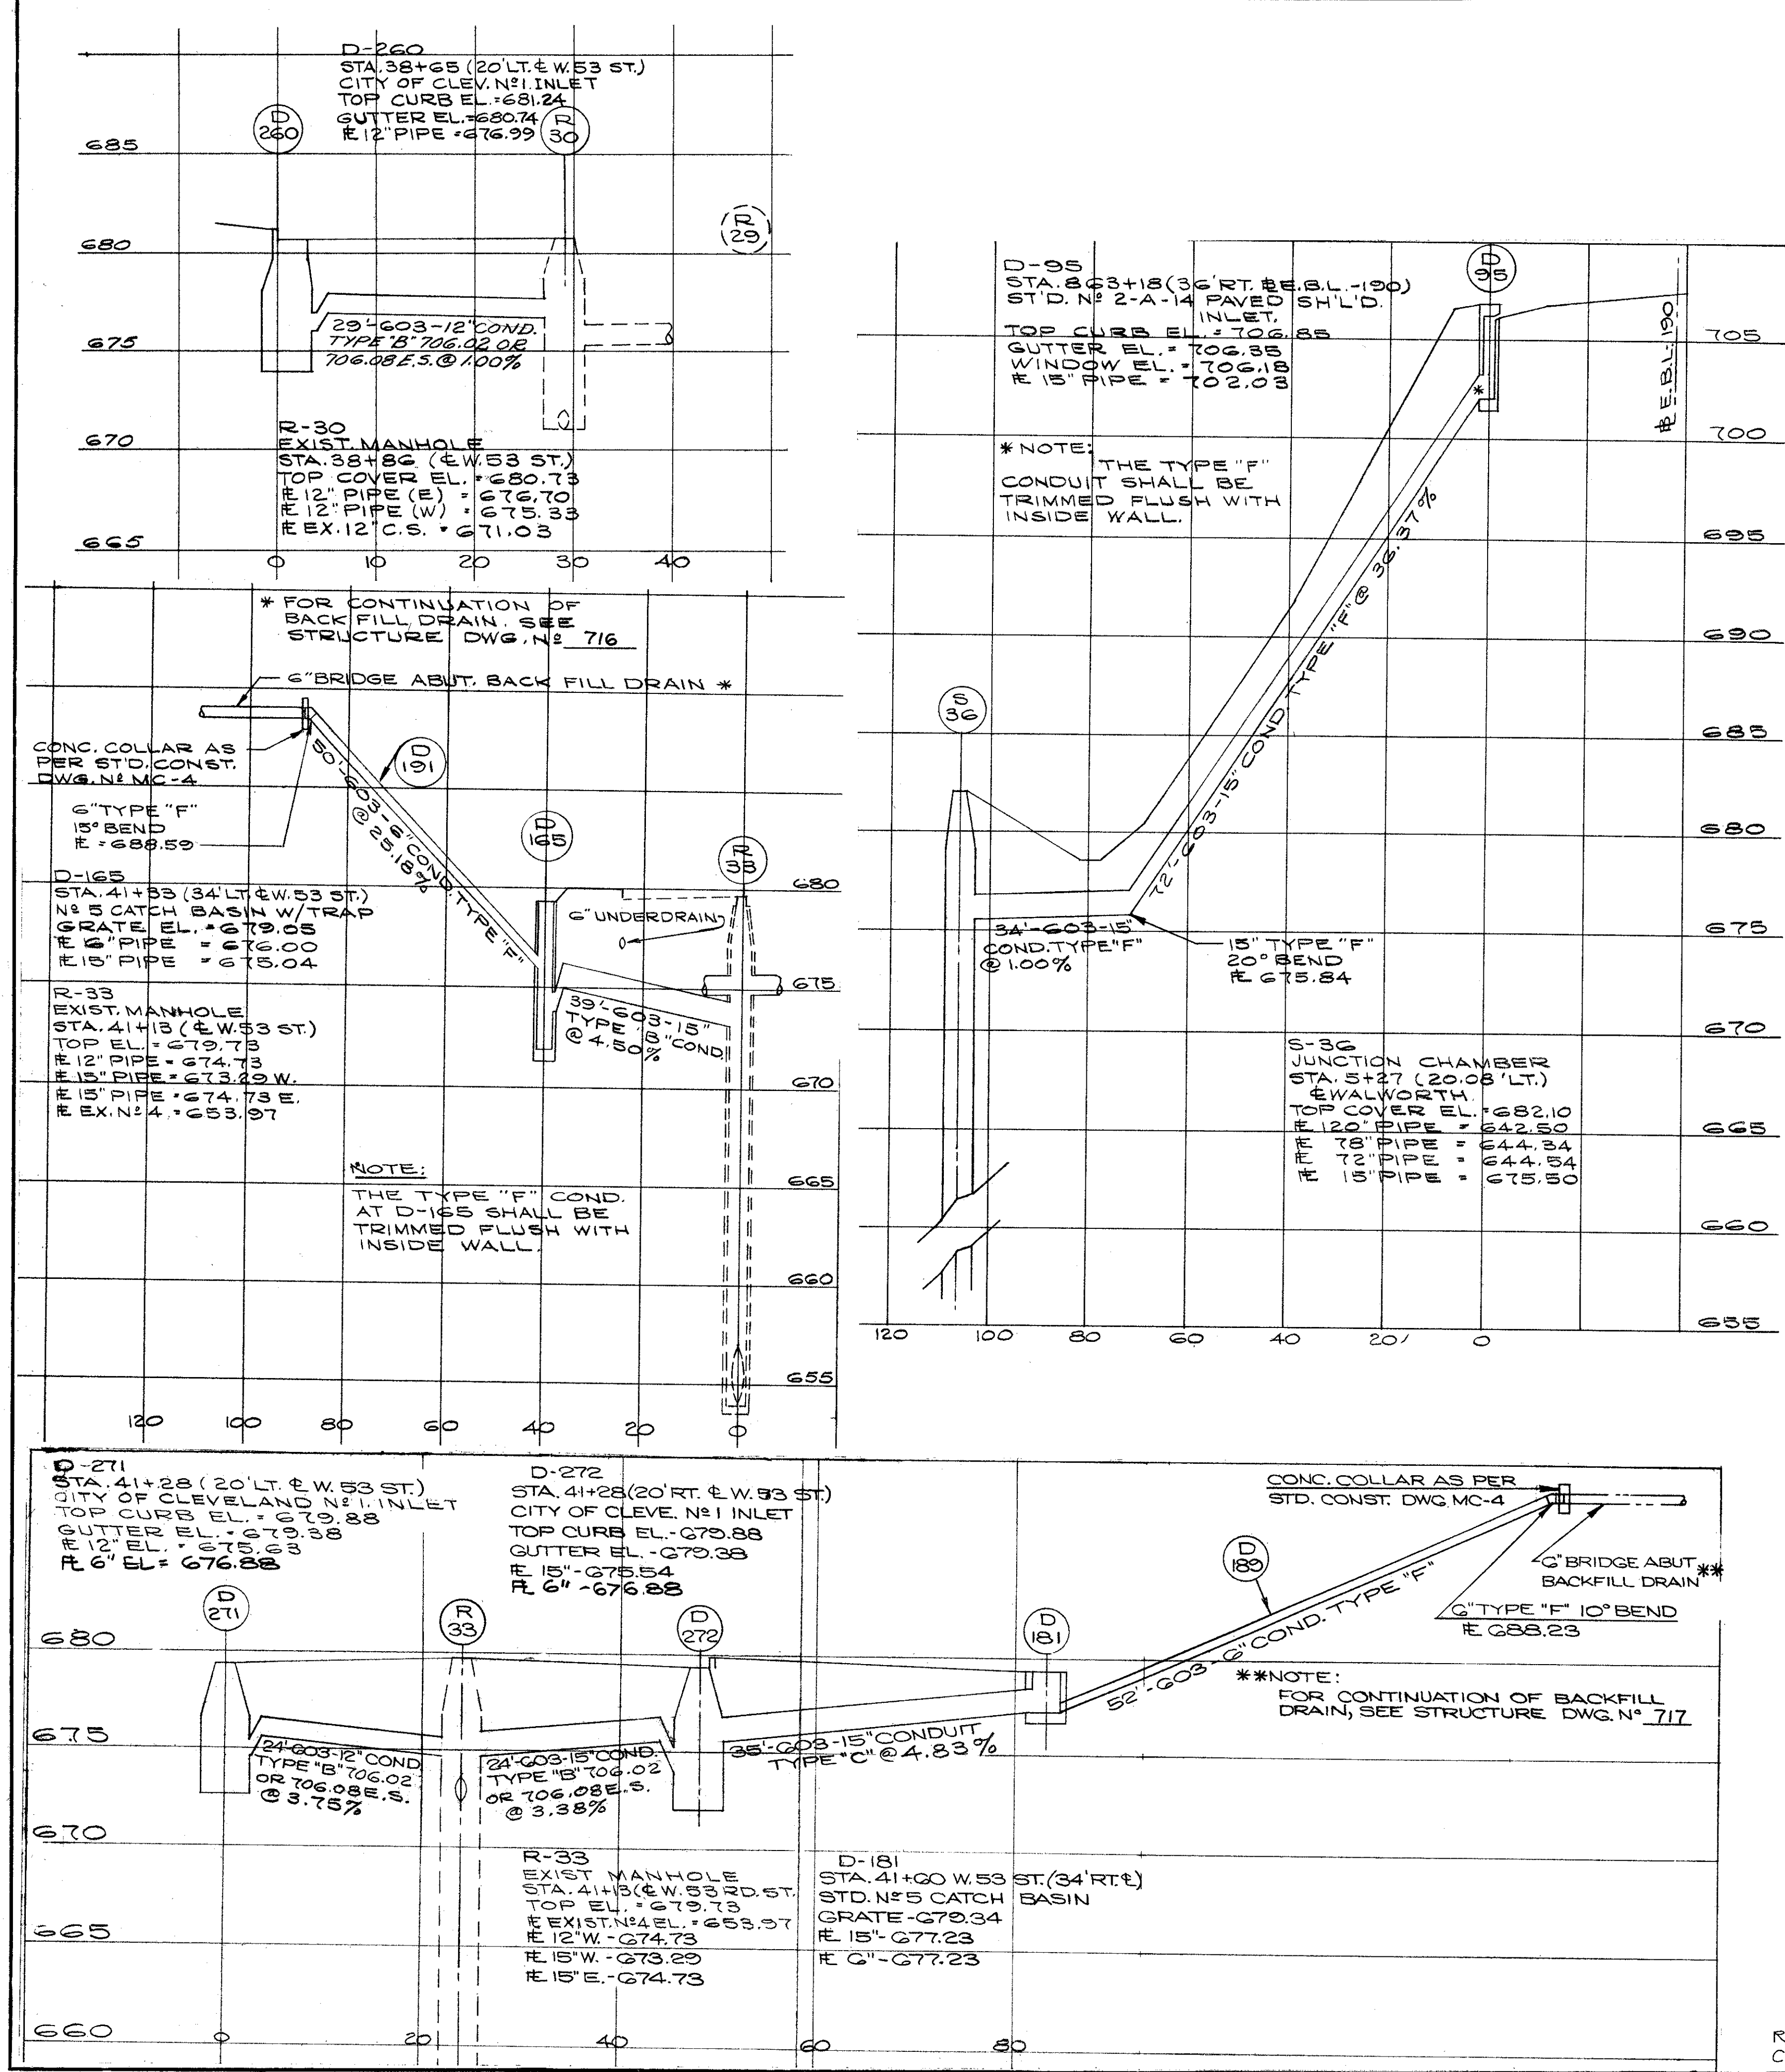 D-260
STA. 38+65 (20'LT. ℄ W. 53 ST.)
CITY OF CLEV. Nº1. INLET
TOP CURB EL. = 681.24
GUTTER EL. = 680.74
℄ 12" PIPE = 676.99
D
260
R
30
R
29
685
680
675
670
665
29'-603-12" COND.
TYPE "B" 706.02 OR
706.08 E.S. @ 1.00%
R-30
EXIST. MANHOLE
STA. 38+86 (℄ W. 53 ST.)
TOP COVER EL. = 680.73
℄ 12" PIPE (E) = 676.70
℄ 12" PIPE (W) = 675.33
℄ EX. 12" C.S. = 671.03
0 10 20 30 40
* FOR CONTINUATION OF
BACK FILL DRAIN. SEE
STRUCTURE DWG. Nº 716
6" BRIDGE ABUT. BACK FILL DRAIN *
CONC. COLLAR AS
PER ST'D. CONST.
DWG. Nº MC-4
6" TYPE "F"
15° BEND
℄ = 688.59
50'-603-6" COND. TYPE "F"
@ 25.18%
D
191
D
165
R
33
D-165
STA. 41+33 (34' LT. ℄ W. 53 ST.)
Nº 5 CATCH BASIN W/TRAP
GRATE EL. = 679.05
℄ 6" PIPE = 676.00
℄ 15" PIPE = 675.04
R-33
EXIST. MANHOLE
STA. 41+13 (℄ W. 53 ST.)
TOP EL. = 679.73
℄ 12" PIPE = 674.73
℄ 15" PIPE = 673.29 W.
℄ 15" PIPE = 674.73 E.
℄ EX. Nº 4 = 653.97
6" UNDERDRAIN
39'-603-15"
TYPE "B" COND.
@ 4.50%
NOTE:
THE TYPE "F" COND.
AT D-165 SHALL BE
TRIMMED FLUSH WITH
INSIDE WALL.
680
675
670
665
660
655
120 100 80 60 40 20 0
D-95
STA. 863+18 (36' RT. ⅊ E.B.L.-190)
ST'D. Nº 2-A-14 PAVED SH'L'D.
INLET.
TOP CURB EL. = 706.85
GUTTER EL. = 706.35
WINDOW EL. = 706.18
℄ 15" PIPE = 702.03
D
95
*
⅊ E.B.L.-190
* NOTE:
THE TYPE "F"
CONDUIT SHALL BE
TRIMMED FLUSH WITH
INSIDE WALL.
S
36
72'-603-15" COND TYPE "F" @ 36.37%
34'-603-15"
COND. TYPE "F"
@ 1.00%
15" TYPE "F"
20° BEND
℄ 675.84
S-36
JUNCTION CHAMBER
STA. 5+27 (20.08' LT.)
℄ WALWORTH.
TOP COVER EL. = 682.10
℄ 120" PIPE = 642.50
℄ 78" PIPE = 644.34
℄ 72" PIPE = 644.54
℄ 15" PIPE = 675.50
705
700
695
690
685
680
675
670
665
660
655
120 100 80 60 40 20 0
D-271
STA. 41+28 (20' LT. ℄ W. 53 ST.)
CITY OF CLEVELAND Nº 1. INLET
TOP CURB EL. = 679.88
GUTTER EL. = 679.38
℄ 12" EL. = 675.63
℄ 6" EL = 676.88
D-272
STA. 41+28 (20' RT. ℄ W. 53 ST.)
CITY OF CLEVE. Nº 1 INLET
TOP CURB EL.-679.88
GUTTER EL.-679.38
℄ 15"-675.54
℄ 6"-676.88
CONC. COLLAR AS PER
STD. CONST. DWG. MC-4
D
271
R
33
D
272
D
181
D
189
6" BRIDGE ABUT **
BACKFILL DRAIN
6" TYPE "F" 10° BEND
℄ 688.23
52'-603-6" COND. TYPE "F"
**NOTE:
FOR CONTINUATION OF BACKFILL
DRAIN, SEE STRUCTURE DWG. Nº 717
24'-603-12" COND
TYPE "B" 706.02
OR 706.08 E.S.
@ 3.75%
24'-603-15" COND.
TYPE "B" 706.02
OR 706.08 E.S.
@ 3.38%
35'-603-15" CONDUIT
TYPE "C" @ 4.83%
R-33
EXIST MANHOLE
STA. 41+13 (℄ W. 53 RD. ST.
TOP EL. = 679.73
℄ EXIST. Nº 4 EL. = 653.97
℄ 12" W.-674.73
℄ 15" W.-673.29
℄ 15" E.-674.73
D-181
STA. 41+60 W. 53 ST. (34' RT. ℄)
STD. Nº 5 CATCH BASIN
GRATE-679.34
℄ 15"-677.23
℄ 6"-677.23
680
675
670
665
660
0 20 40 60 80